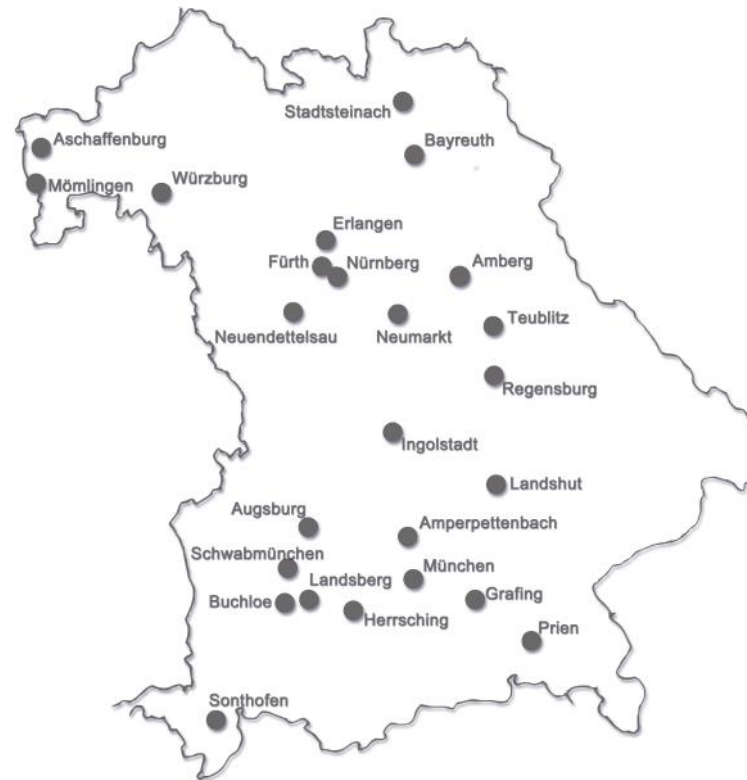 Stadtsteinach
Aschaffenburg
Bayreuth
Mömlingen
Würzburg
Erlangen
Fürth
Nürnberg
Amberg
Neuendettelsau
Neumarkt
Teublitz
Regensburg
Ingolstadt
Landshut
Augsburg
Amperpettenbach
Schwabmünchen
München
Landsberg
Buchloe
Herrsching
Grafing
Prien
Sonthofen